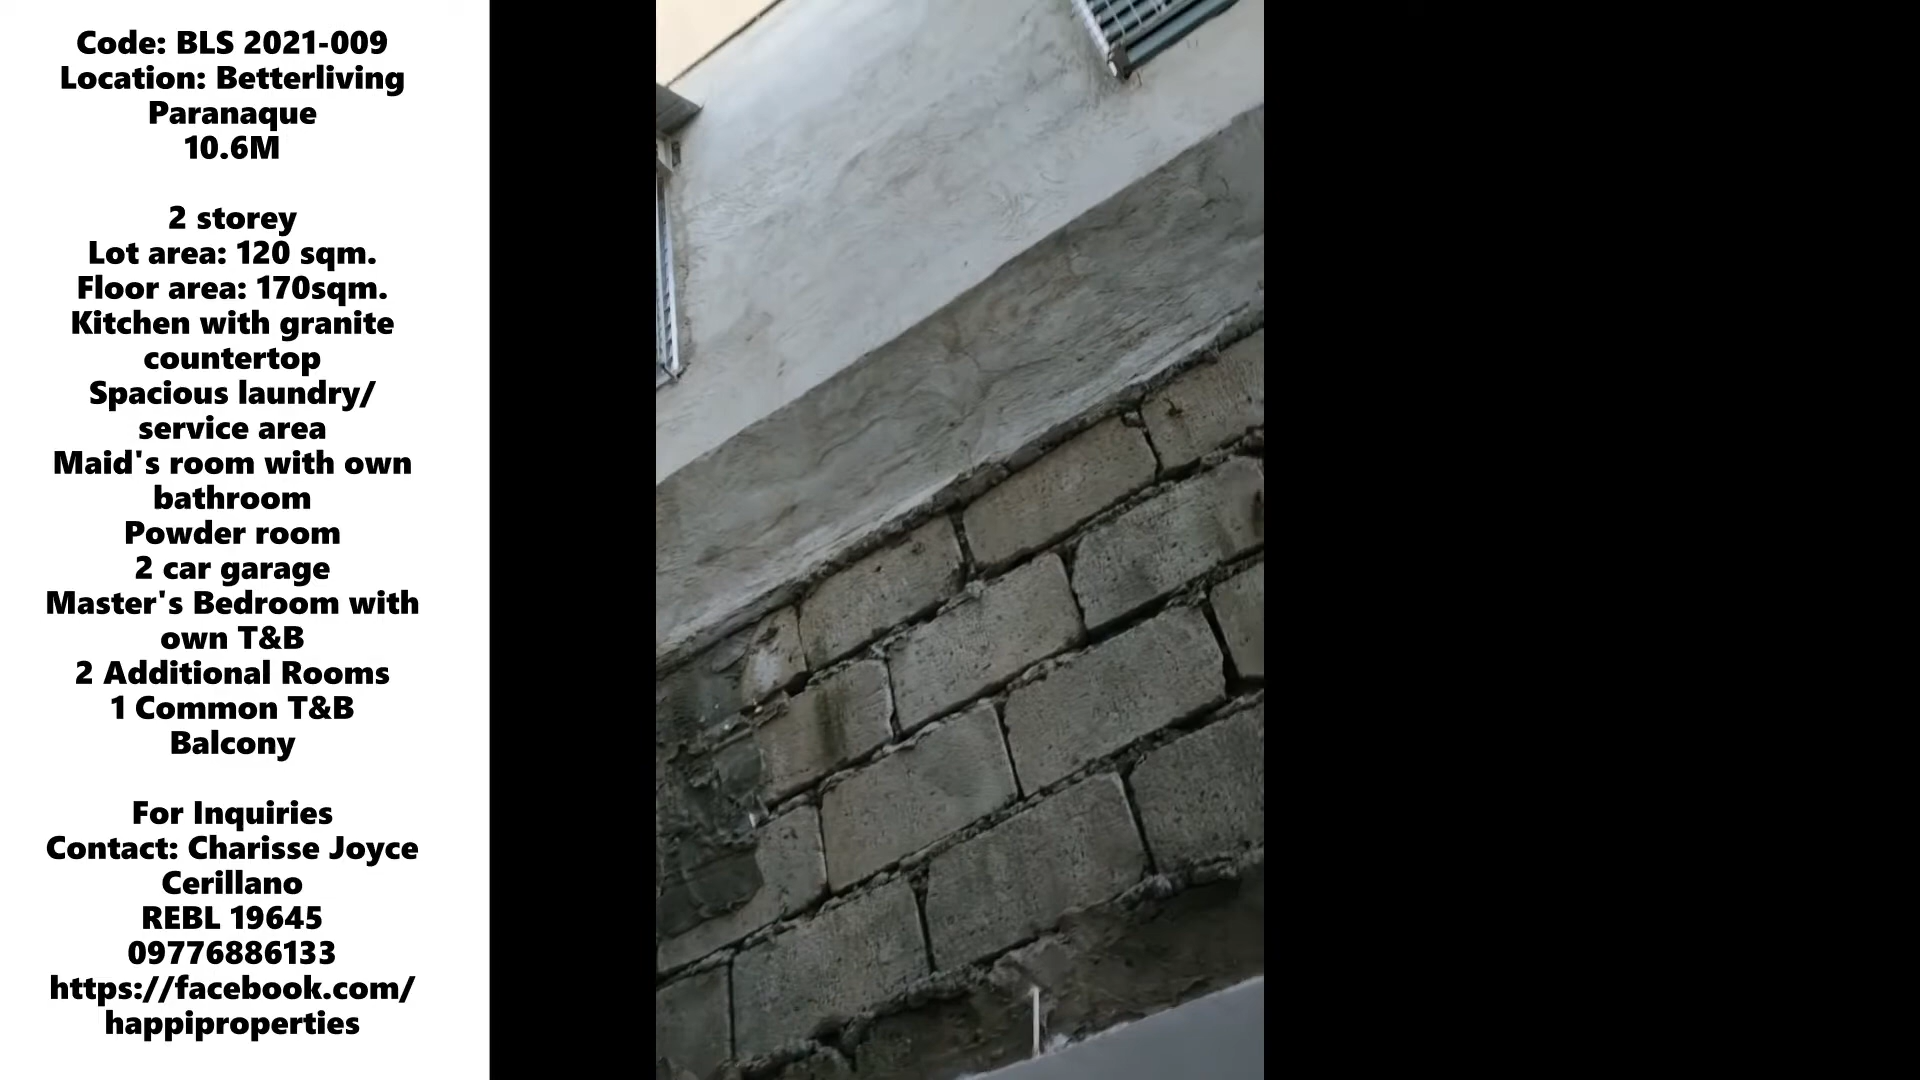 Code: BLS 2021-009
Location: Betterliving
Paranaque
10.6M
2 storey
Lot area: 120 sqm.
Floor area: 170sqm.
Kitchen with granite
countertop
Spacious laundry/
service area
Maid's room with own
bathroom
Powder room
2 car garage
Master's Bedroom with
own T&B
2 Additional Rooms
1 Common T&B
Balcony
For Inquiries
Contact: Charisse Joyce
Cerillano
REBL 19645
09776886133
https://facebook.com/
happiproperties